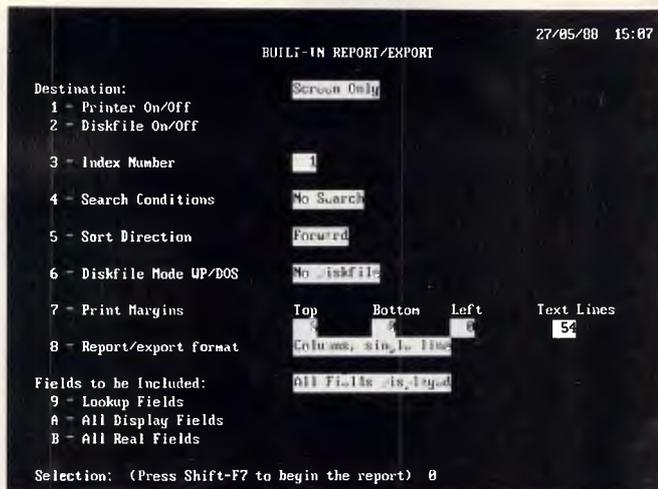 27/05/88 15:07
BUILT-IN REPORT/EXPORT
Destination: Screen Only
1 - Printer On/Off
2 - Diskfile On/Off
3 - Index Number 1
4 - Search Conditions No Search
5 - Sort Direction Forward
6 - Diskfile Mode WP/DOS No Diskfile
7 - Print Margins Top Bottom Left Text Lines
0 0 54
8 - Report/export format Columns, single line
Fields to be Included: All Fields Displayed
9 - Lookup Fields
A - All Display Fields
B - All Real Fields
Selection: (Press Shift-F7 to begin the report) 0